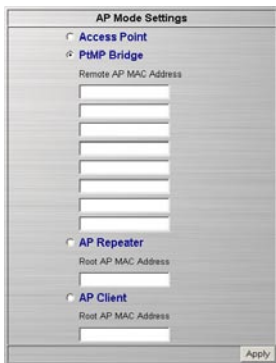 AP Mode Settings
Access Point
PtMP Bridge
Remote AP MAC Address
AP Repeater
Root AP MAC Address
AP Client
Root AP MAC Address
Apply